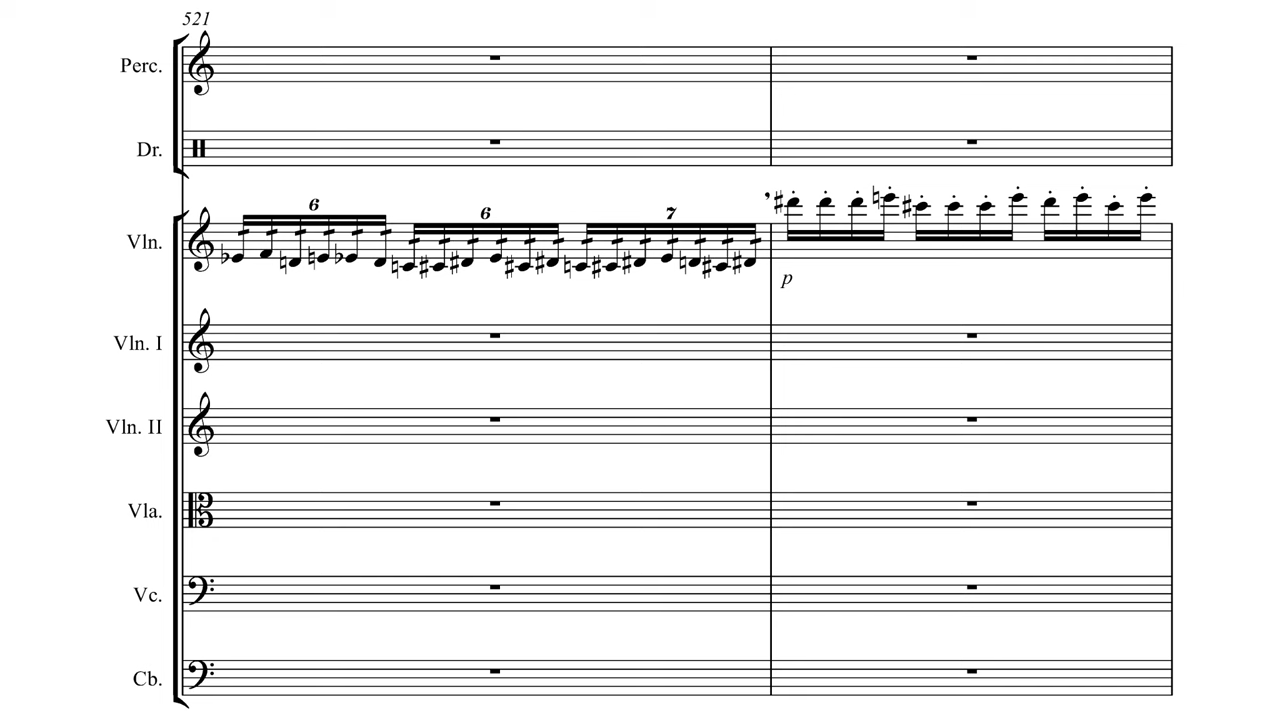 521
Perc.
Dr.
6 6 7
Vln.
p
Vln. I
Vln. II
Vla.
Vc.
Cb.